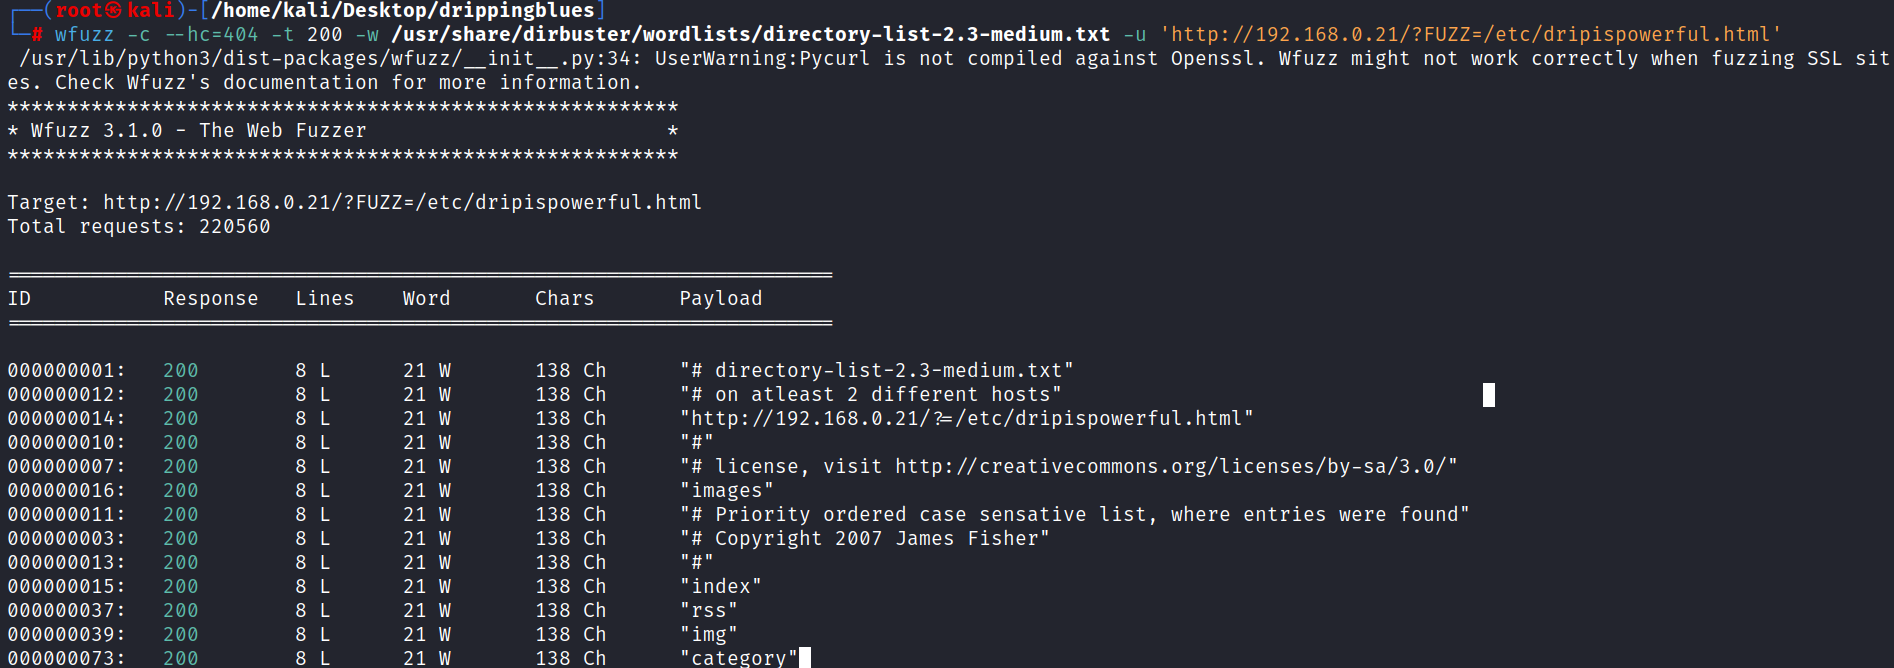 ┌──(root㉿kali)-[/home/kali/Desktop/drippingblues]
└─# wfuzz -c --hc=404 -t 200 -w /usr/share/dirbuster/wordlists/directory-list-2.3-medium.txt -u 'http://192.168.0.21/?FUZZ=/etc/dripispowerful.html'
/usr/lib/python3/dist-packages/wfuzz/__init__.py:34: UserWarning:Pycurl is not compiled against Openssl. Wfuzz might not work correctly when fuzzing SSL sit
es. Check Wfuzz's documentation for more information.
********************************************************
* Wfuzz 3.1.0 - The Web Fuzzer                         *
********************************************************
Target: http://192.168.0.21/?FUZZ=/etc/dripispowerful.html
Total requests: 220560
=====================================================================
ID           Response   Lines    Word       Chars       Payload
=====================================================================
000000001:   200        8 L      21 W       138 Ch      "# directory-list-2.3-medium.txt"
000000012:   200        8 L      21 W       138 Ch      "# on atleast 2 different hosts"
000000014:   200        8 L      21 W       138 Ch      "http://192.168.0.21/?=/etc/dripispowerful.html"
000000010:   200        8 L      21 W       138 Ch      "#"
000000007:   200        8 L      21 W       138 Ch      "# license, visit http://creativecommons.org/licenses/by-sa/3.0/"
000000016:   200        8 L      21 W       138 Ch      "images"
000000011:   200        8 L      21 W       138 Ch      "# Priority ordered case sensative list, where entries were found"
000000003:   200        8 L      21 W       138 Ch      "# Copyright 2007 James Fisher"
000000013:   200        8 L      21 W       138 Ch      "#"
000000015:   200        8 L      21 W       138 Ch      "index"
000000037:   200        8 L      21 W       138 Ch      "rss"
000000039:   200        8 L      21 W       138 Ch      "img"
000000073:   200        8 L      21 W       138 Ch      "category"